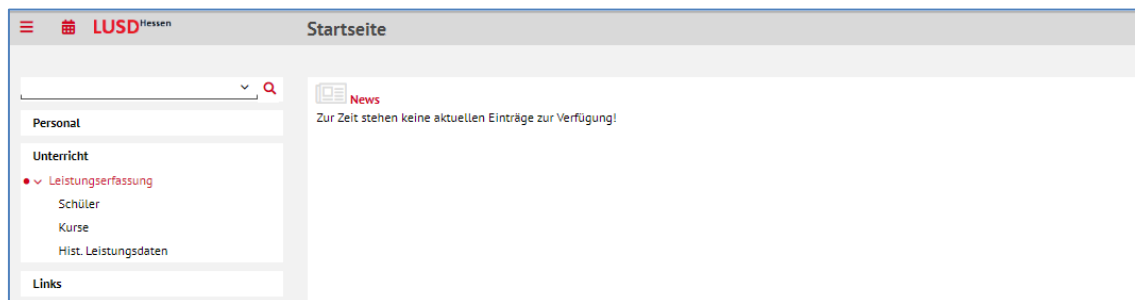 LUSD Hessen
Startseite
Personal
Unterricht
Leistungserfassung
Schüler
Kurse
Hist. Leistungsdaten
Links
News
Zur Zeit stehen keine aktuellen Einträge zur Verfügung!